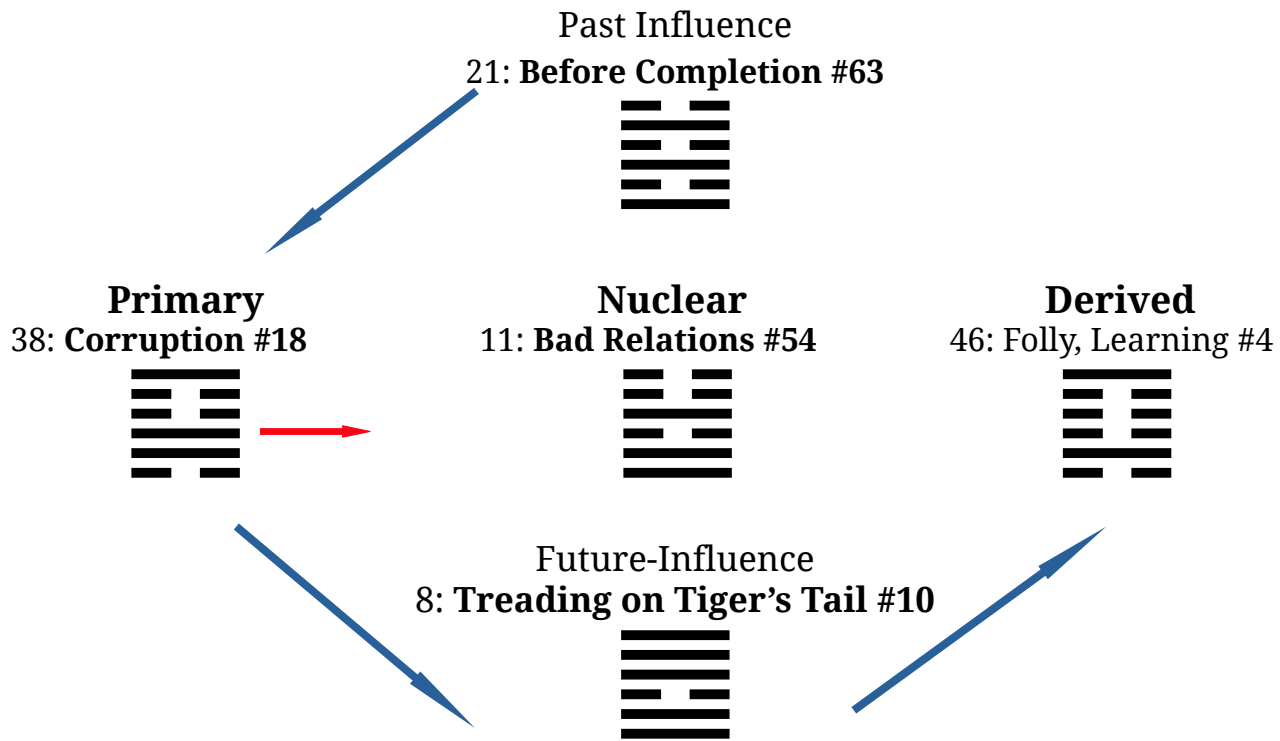 Past Influence
21: Before Completion #63
Primary
38: Corruption #18
Nuclear
11: Bad Relations #54
Derived
46: Folly, Learning #4
Future-Influence
8: Treading on Tiger’s Tail #10